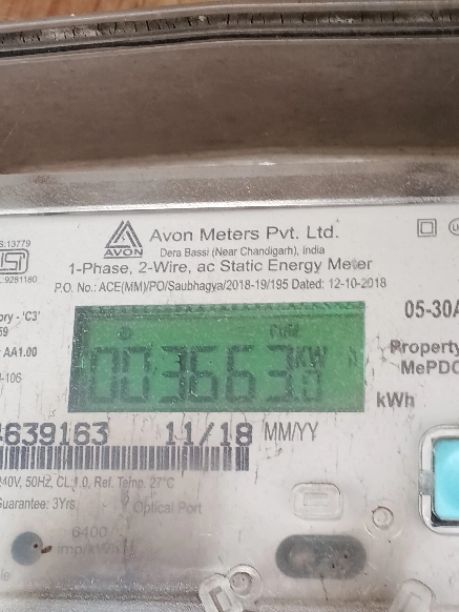 S:13779
Avon Meters Pvt. Ltd.
AVON
Dera Bassi (Near Chandigarh), India
9281180
1-Phase, 2-Wire, ac Static Energy Meter
P.O. No.: ACE(MM)/PO/Saubhagya/2018-19/195 Dated: 12-10-2018
ory - 'C3'
59
05-30A
CUM
AA1.00
003663 KW
Property
-106
MePDC
kWh
639163 11/18 MM/YY
240V, 50Hz, CL.1.0, Ref. Temp. 27°C
Guarantee: 3Yrs. Optical Port
6400
imp/kWh